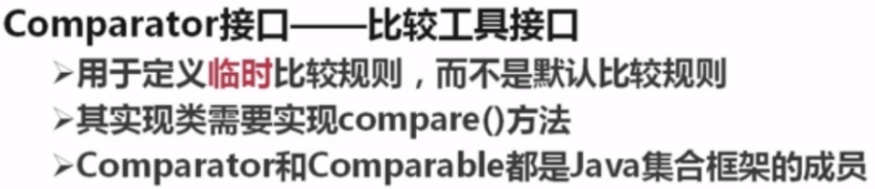 Comparator接口——比较工具接口
➢用于定义临时比较规则，而不是默认比较规则
➢其实现类需要实现compare()方法
➢Comparator和Comparable都是Java集合框架的成员